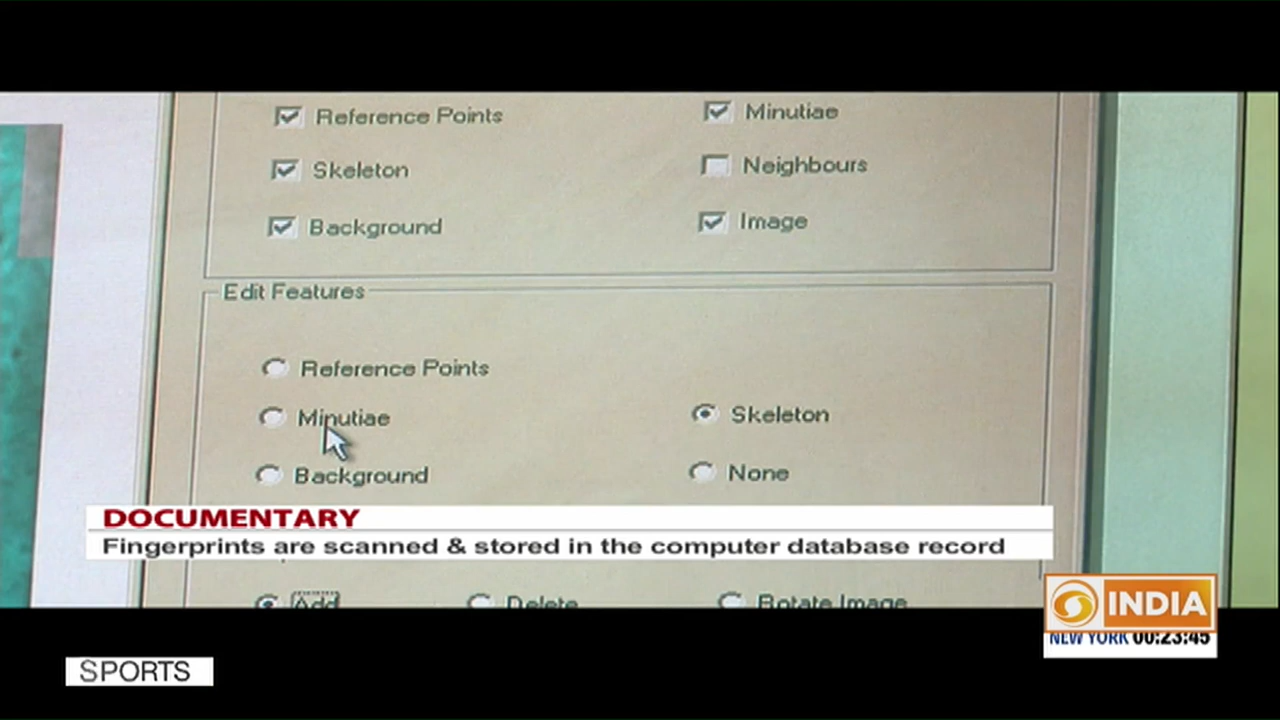 Reference Points Minutiae
Skeleton Neighbours
Background Image
Edit Features
Reference Points
Minutiae Skeleton
Background None
DOCUMENTARY
Fingerprints are scanned & stored in the computer database record
Add Delete Rotate Image
INDIA
NEW YORK 00:23:45
SPORTS